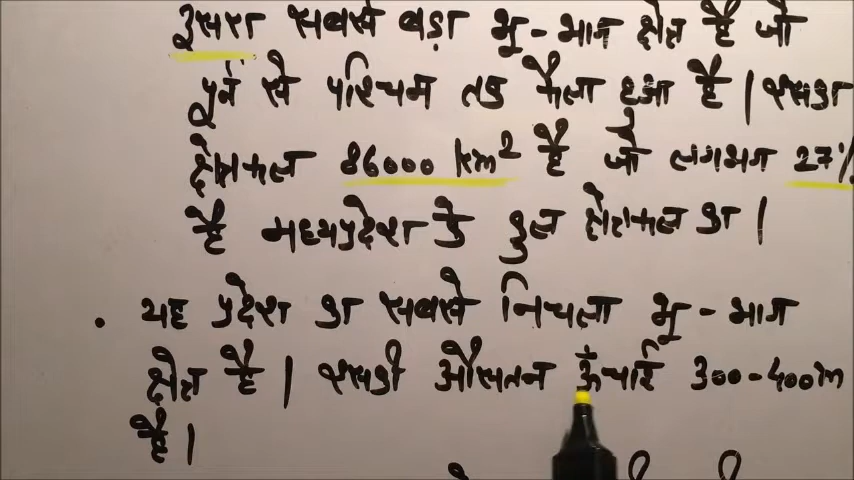 दूसरा सबसे बड़ा भू-भाग क्षेत्र है जो
पूर्व से पश्चिम तक फैला हुआ है | इसका
क्षेत्रफल 86000 km² है जो लगभग 27%
है मध्यप्रदेश के कुल क्षेत्रफल का |
• यह प्रदेश का सबसे निचला भू-भाग
क्षेत्र है | इसकी औसतन ऊंचाई 300-400m
है |